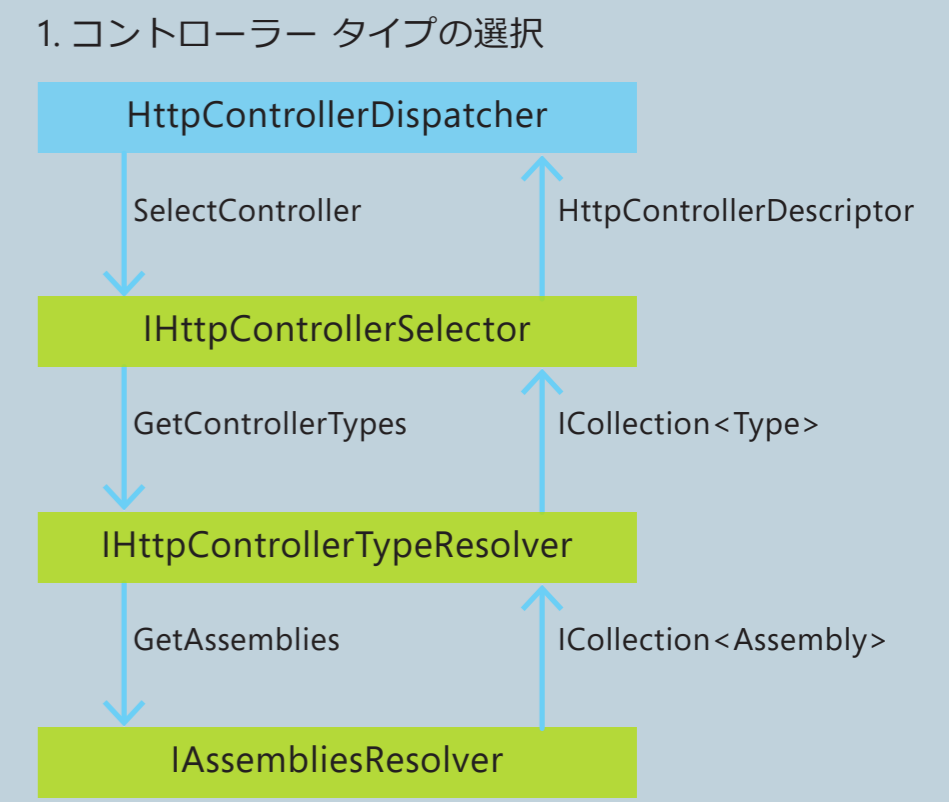 1. コントローラー タイプの選択
HttpControllerDispatcher
SelectController
HttpControllerDescriptor
IHttpControllerSelector
GetControllerTypes
ICollection<Type>
IHttpControllerTypeResolver
GetAssemblies
ICollection<Assembly>
IAssembliesResolver